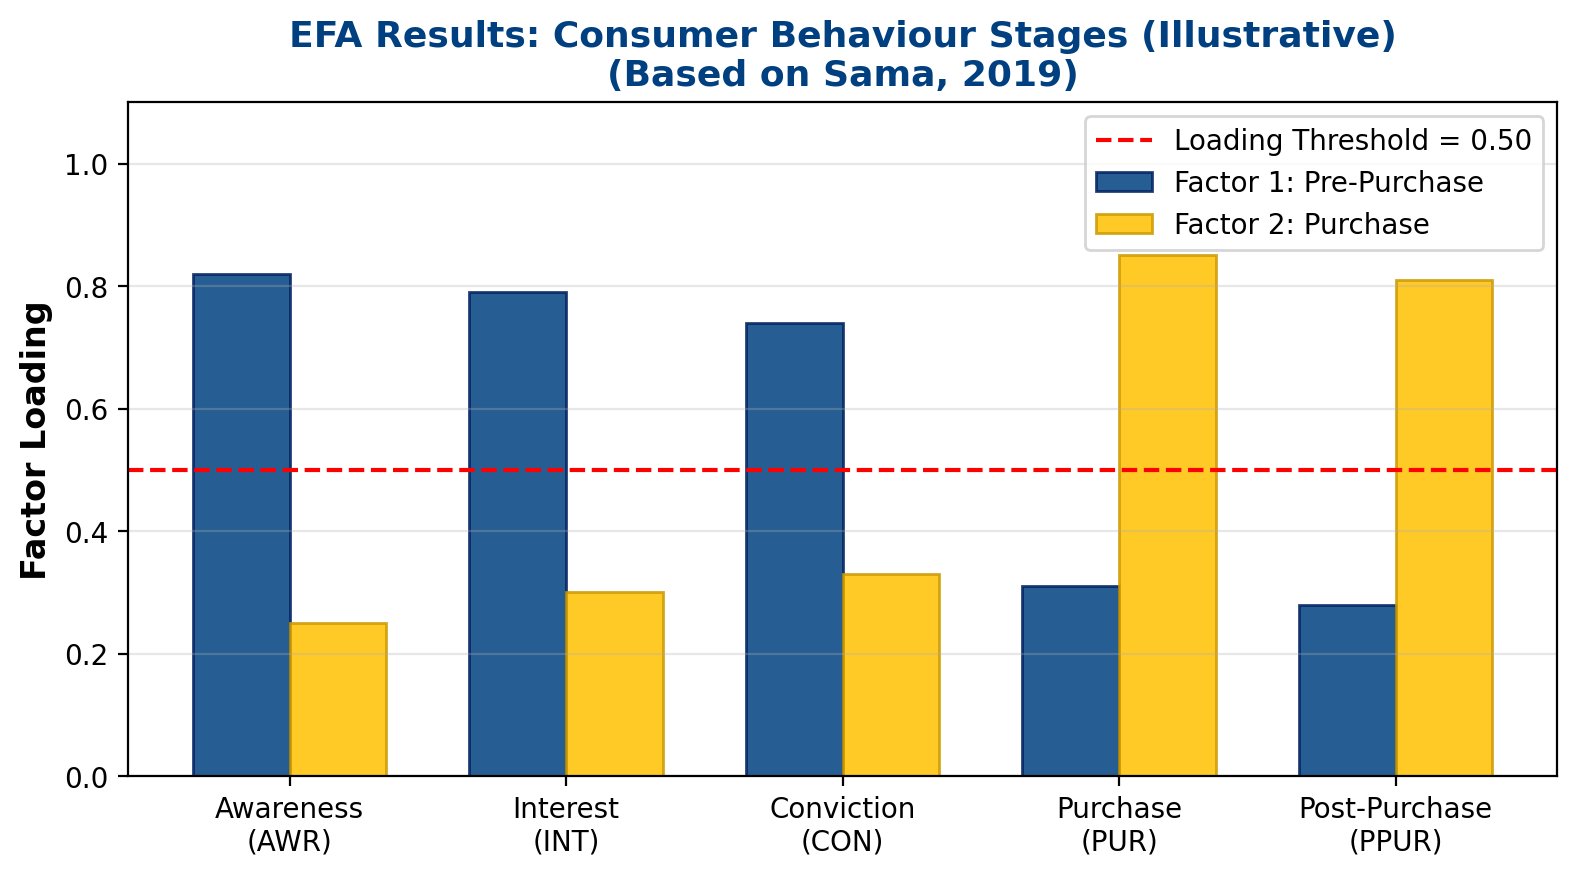 EFA Results: Consumer Behaviour Stages (Illustrative)
(Based on Sama, 2019)
Loading Threshold = 0.50
Factor 1: Pre-Purchase
Factor 2: Purchase
Factor Loading
1.0
0.8
0.6
0.4
0.2
0.0
Awareness
(AWR)
Interest
(INT)
Conviction
(CON)
Purchase
(PUR)
Post-Purchase
(PPUR)